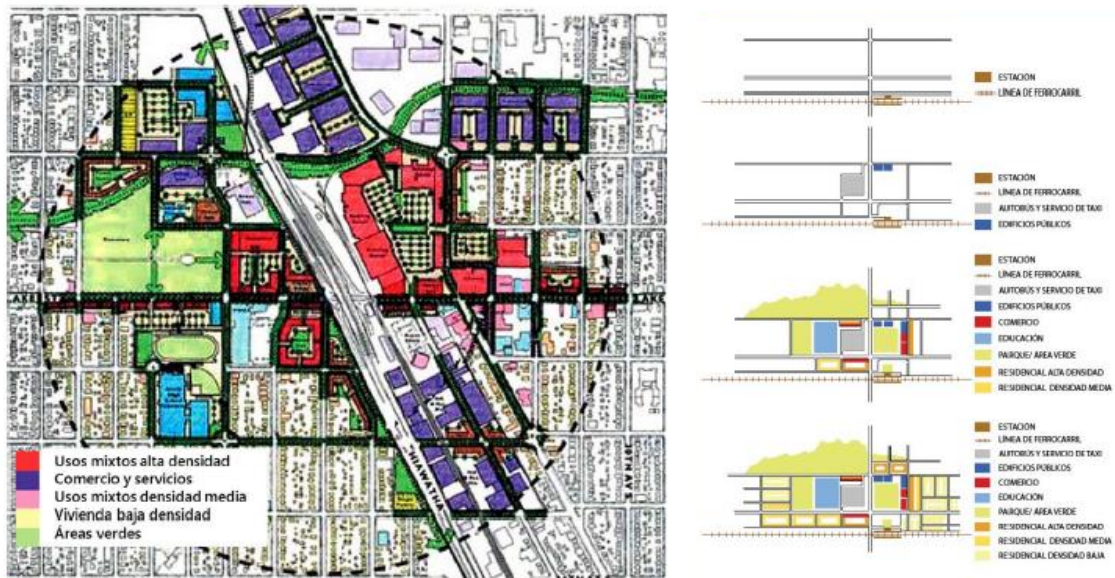 LAKE ST
LAKE
HIAWATHA
30TH AVE
Usos mixtos alta densidad
Comercio y servicios
Usos mixtos densidad media
Vivienda baja densidad
Áreas verdes
ESTACIÓN
LÍNEA DE FERROCARRIL
ESTACIÓN
LÍNEA DE FERROCARRIL
AUTOBÚS Y SERVICIO DE TAXI
EDIFICIOS PÚBLICOS
ESTACIÓN
LÍNEA DE FERROCARRIL
AUTOBÚS Y SERVICIO DE TAXI
EDIFICIOS PÚBLICOS
COMERCIO
EDUCACIÓN
PARQUE/ ÁREA VERDE
RESIDENCIAL ALTA DENSIDAD
RESIDENCIAL DENSIDAD MEDIA
ESTACIÓN
LÍNEA DE FERROCARRIL
AUTOBÚS Y SERVICIO DE TAXI
EDIFICIOS PÚBLICOS
COMERCIO
EDUCACIÓN
PARQUE/ ÁREA VERDE
RESIDENCIAL ALTA DENSIDAD
RESIDENCIAL DENSIDAD MEDIA
RESIDENCIAL DENSIDAD BAJA